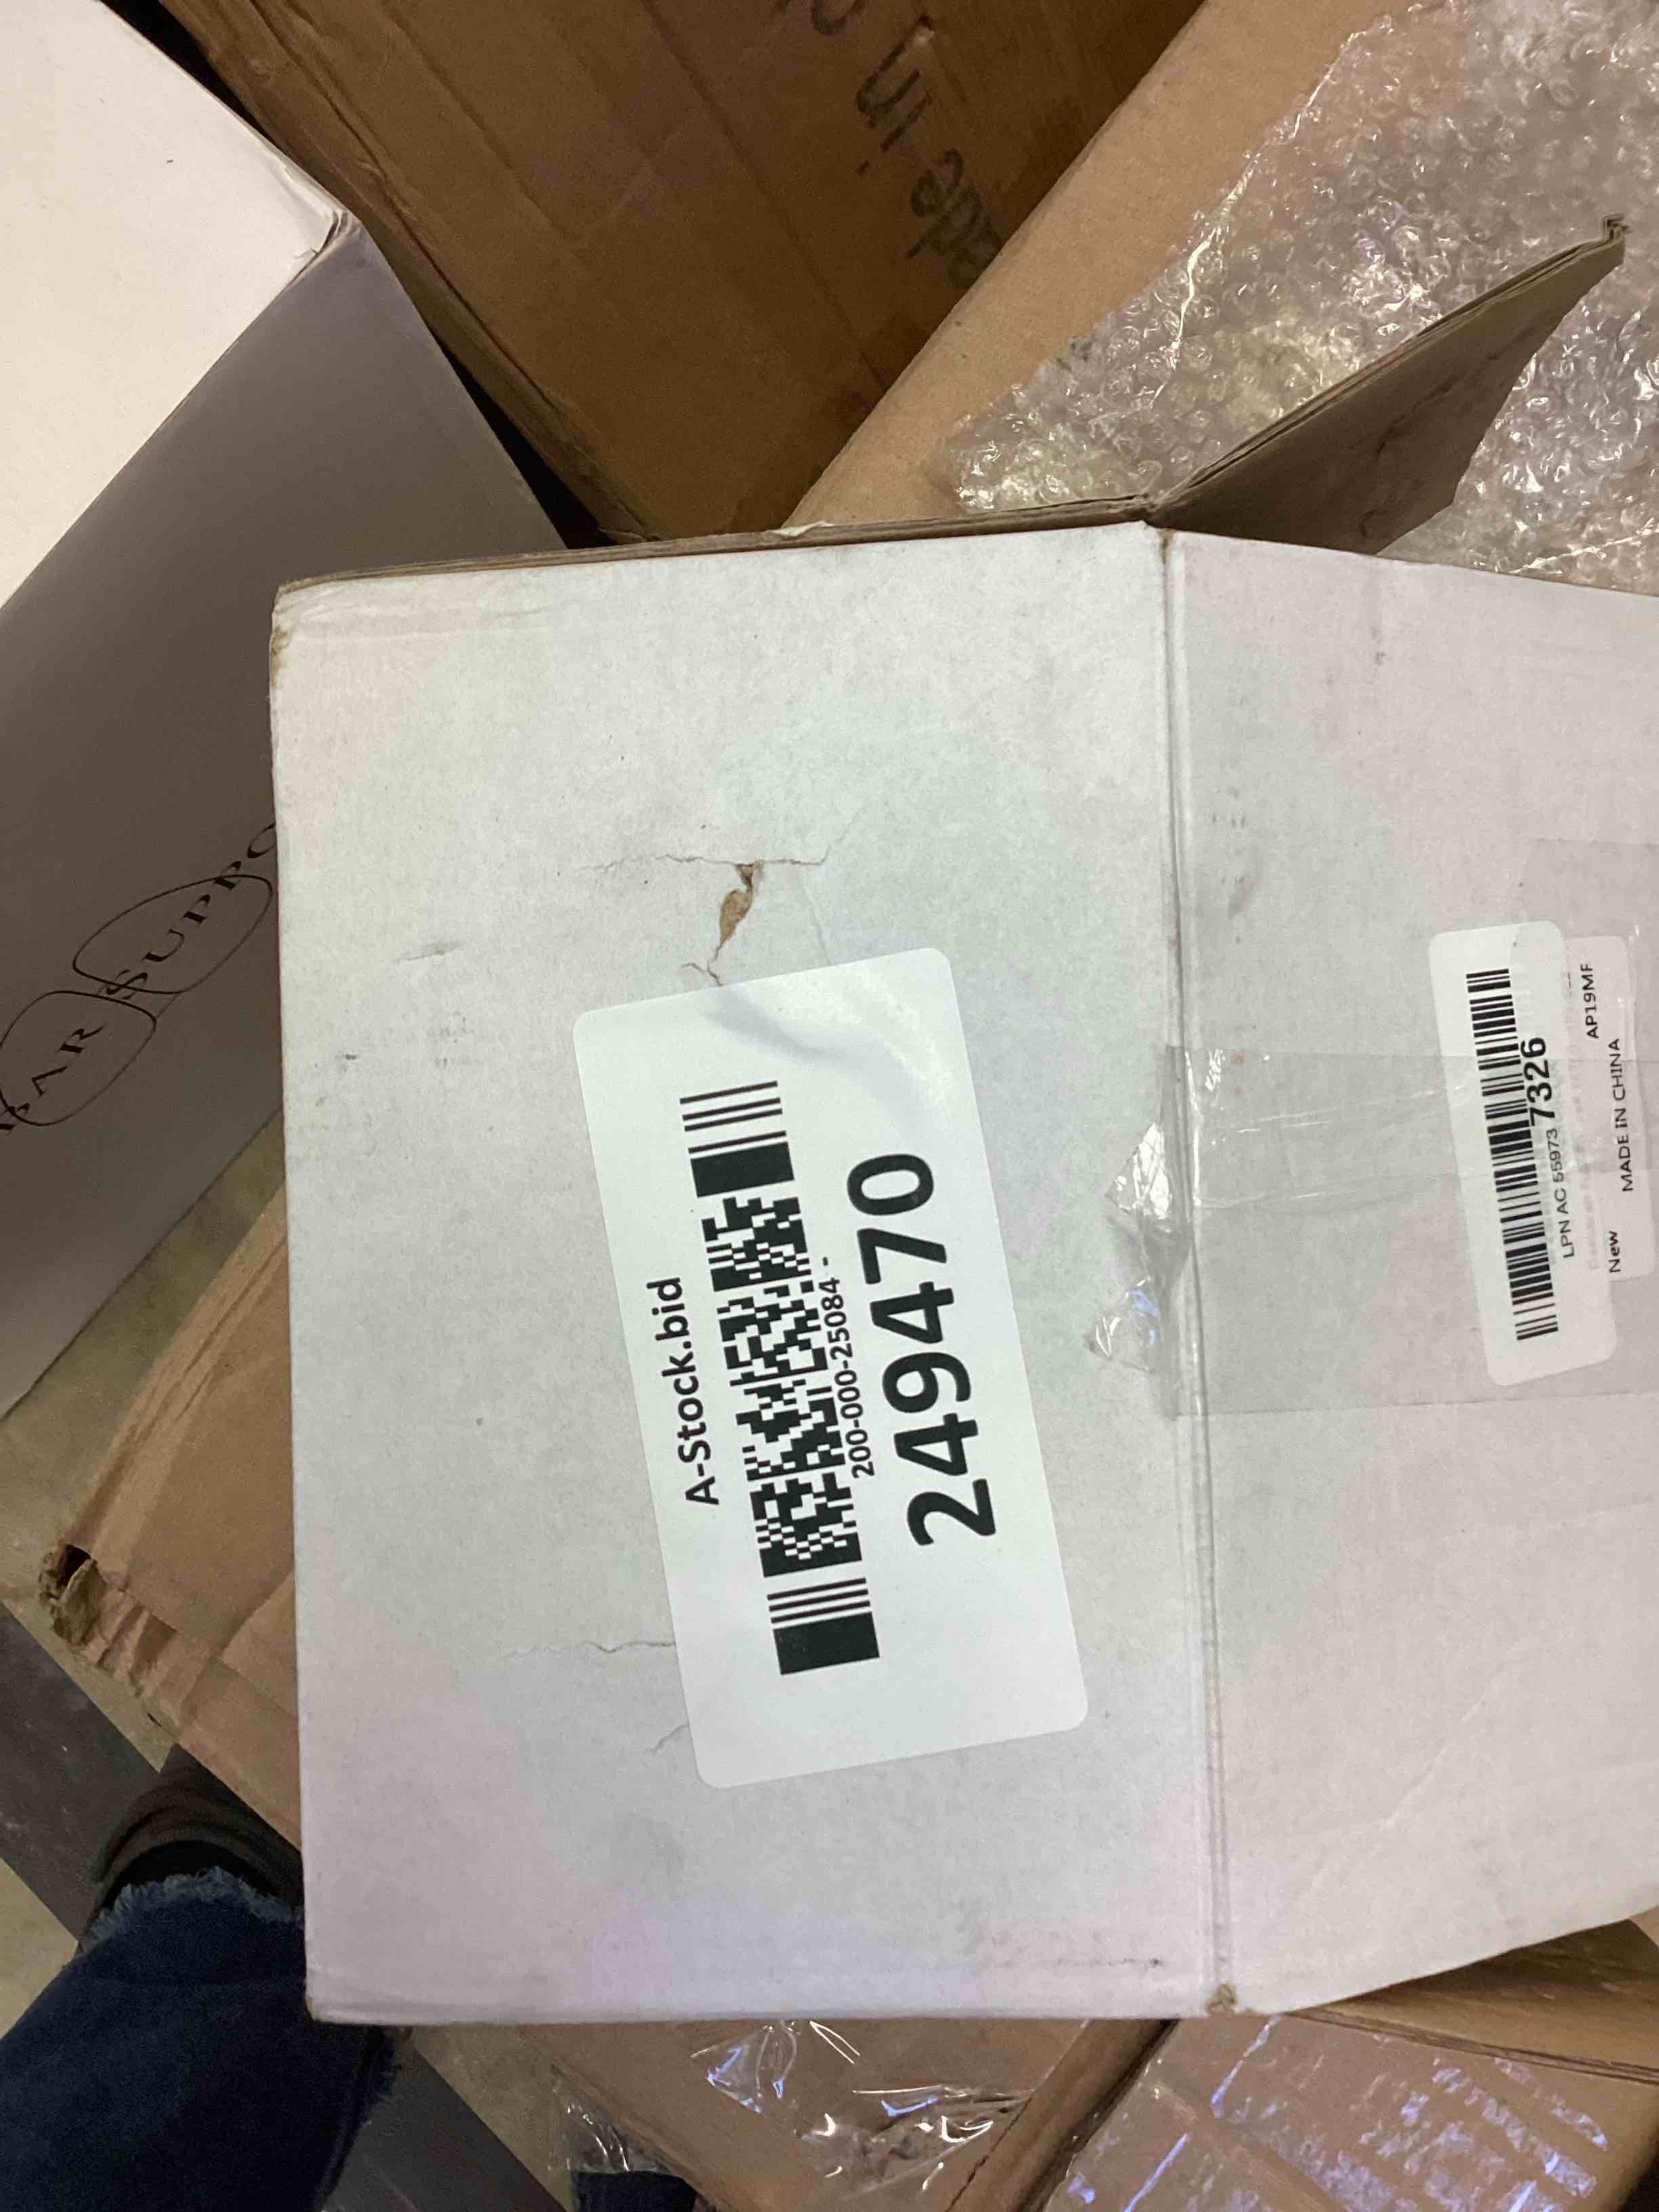 A-Stock.bid
200-000-25084 -
249470
LPN AC 55973 7326
AP19MF
New
MADE IN CHINA